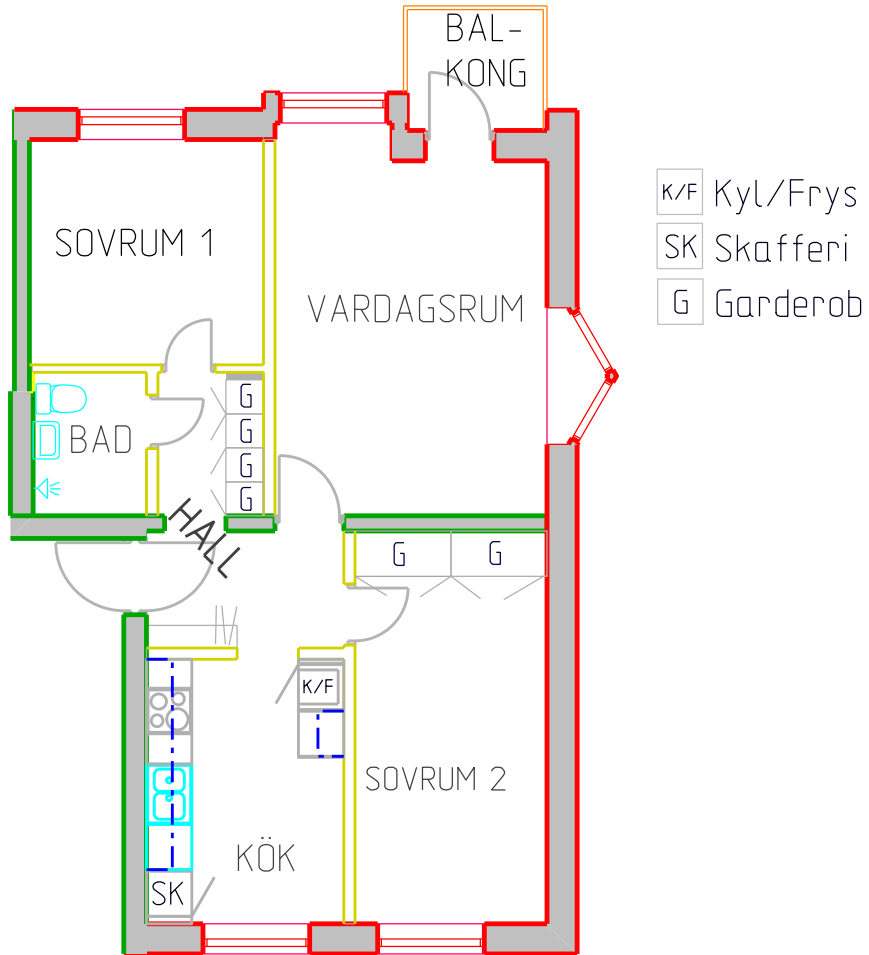 BAL-
KONG
K/F Kyl/Frys
SK Skafferi
G Garderob
SOVRUM 1
VARDAGSRUM
G
G
G
G
BAD
HALL
G G
K/F
SOVRUM 2
KÖK
SK